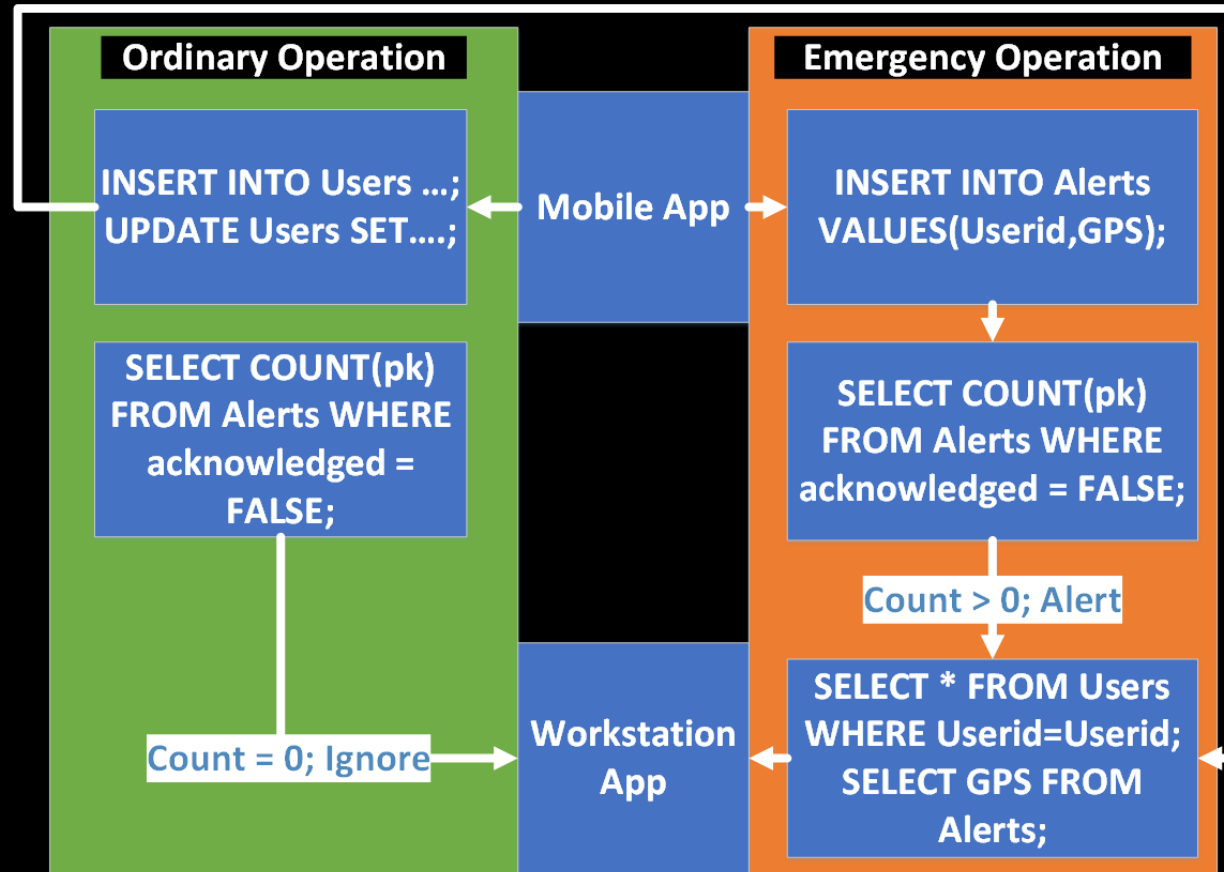 Ordinary Operation
INSERT INTO Users ...;
UPDATE Users SET....;
SELECT COUNT(pk)
FROM Alerts WHERE
acknowledged =
FALSE;
Count = 0; Ignore
Mobile App
Workstation
App
Emergency Operation
INSERT INTO Alerts
VALUES(Userid,GPS);
SELECT COUNT(pk)
FROM Alerts WHERE
acknowledged = FALSE;
Count > 0; Alert
SELECT * FROM Users
WHERE Userid=Userid;
SELECT GPS FROM
Alerts;